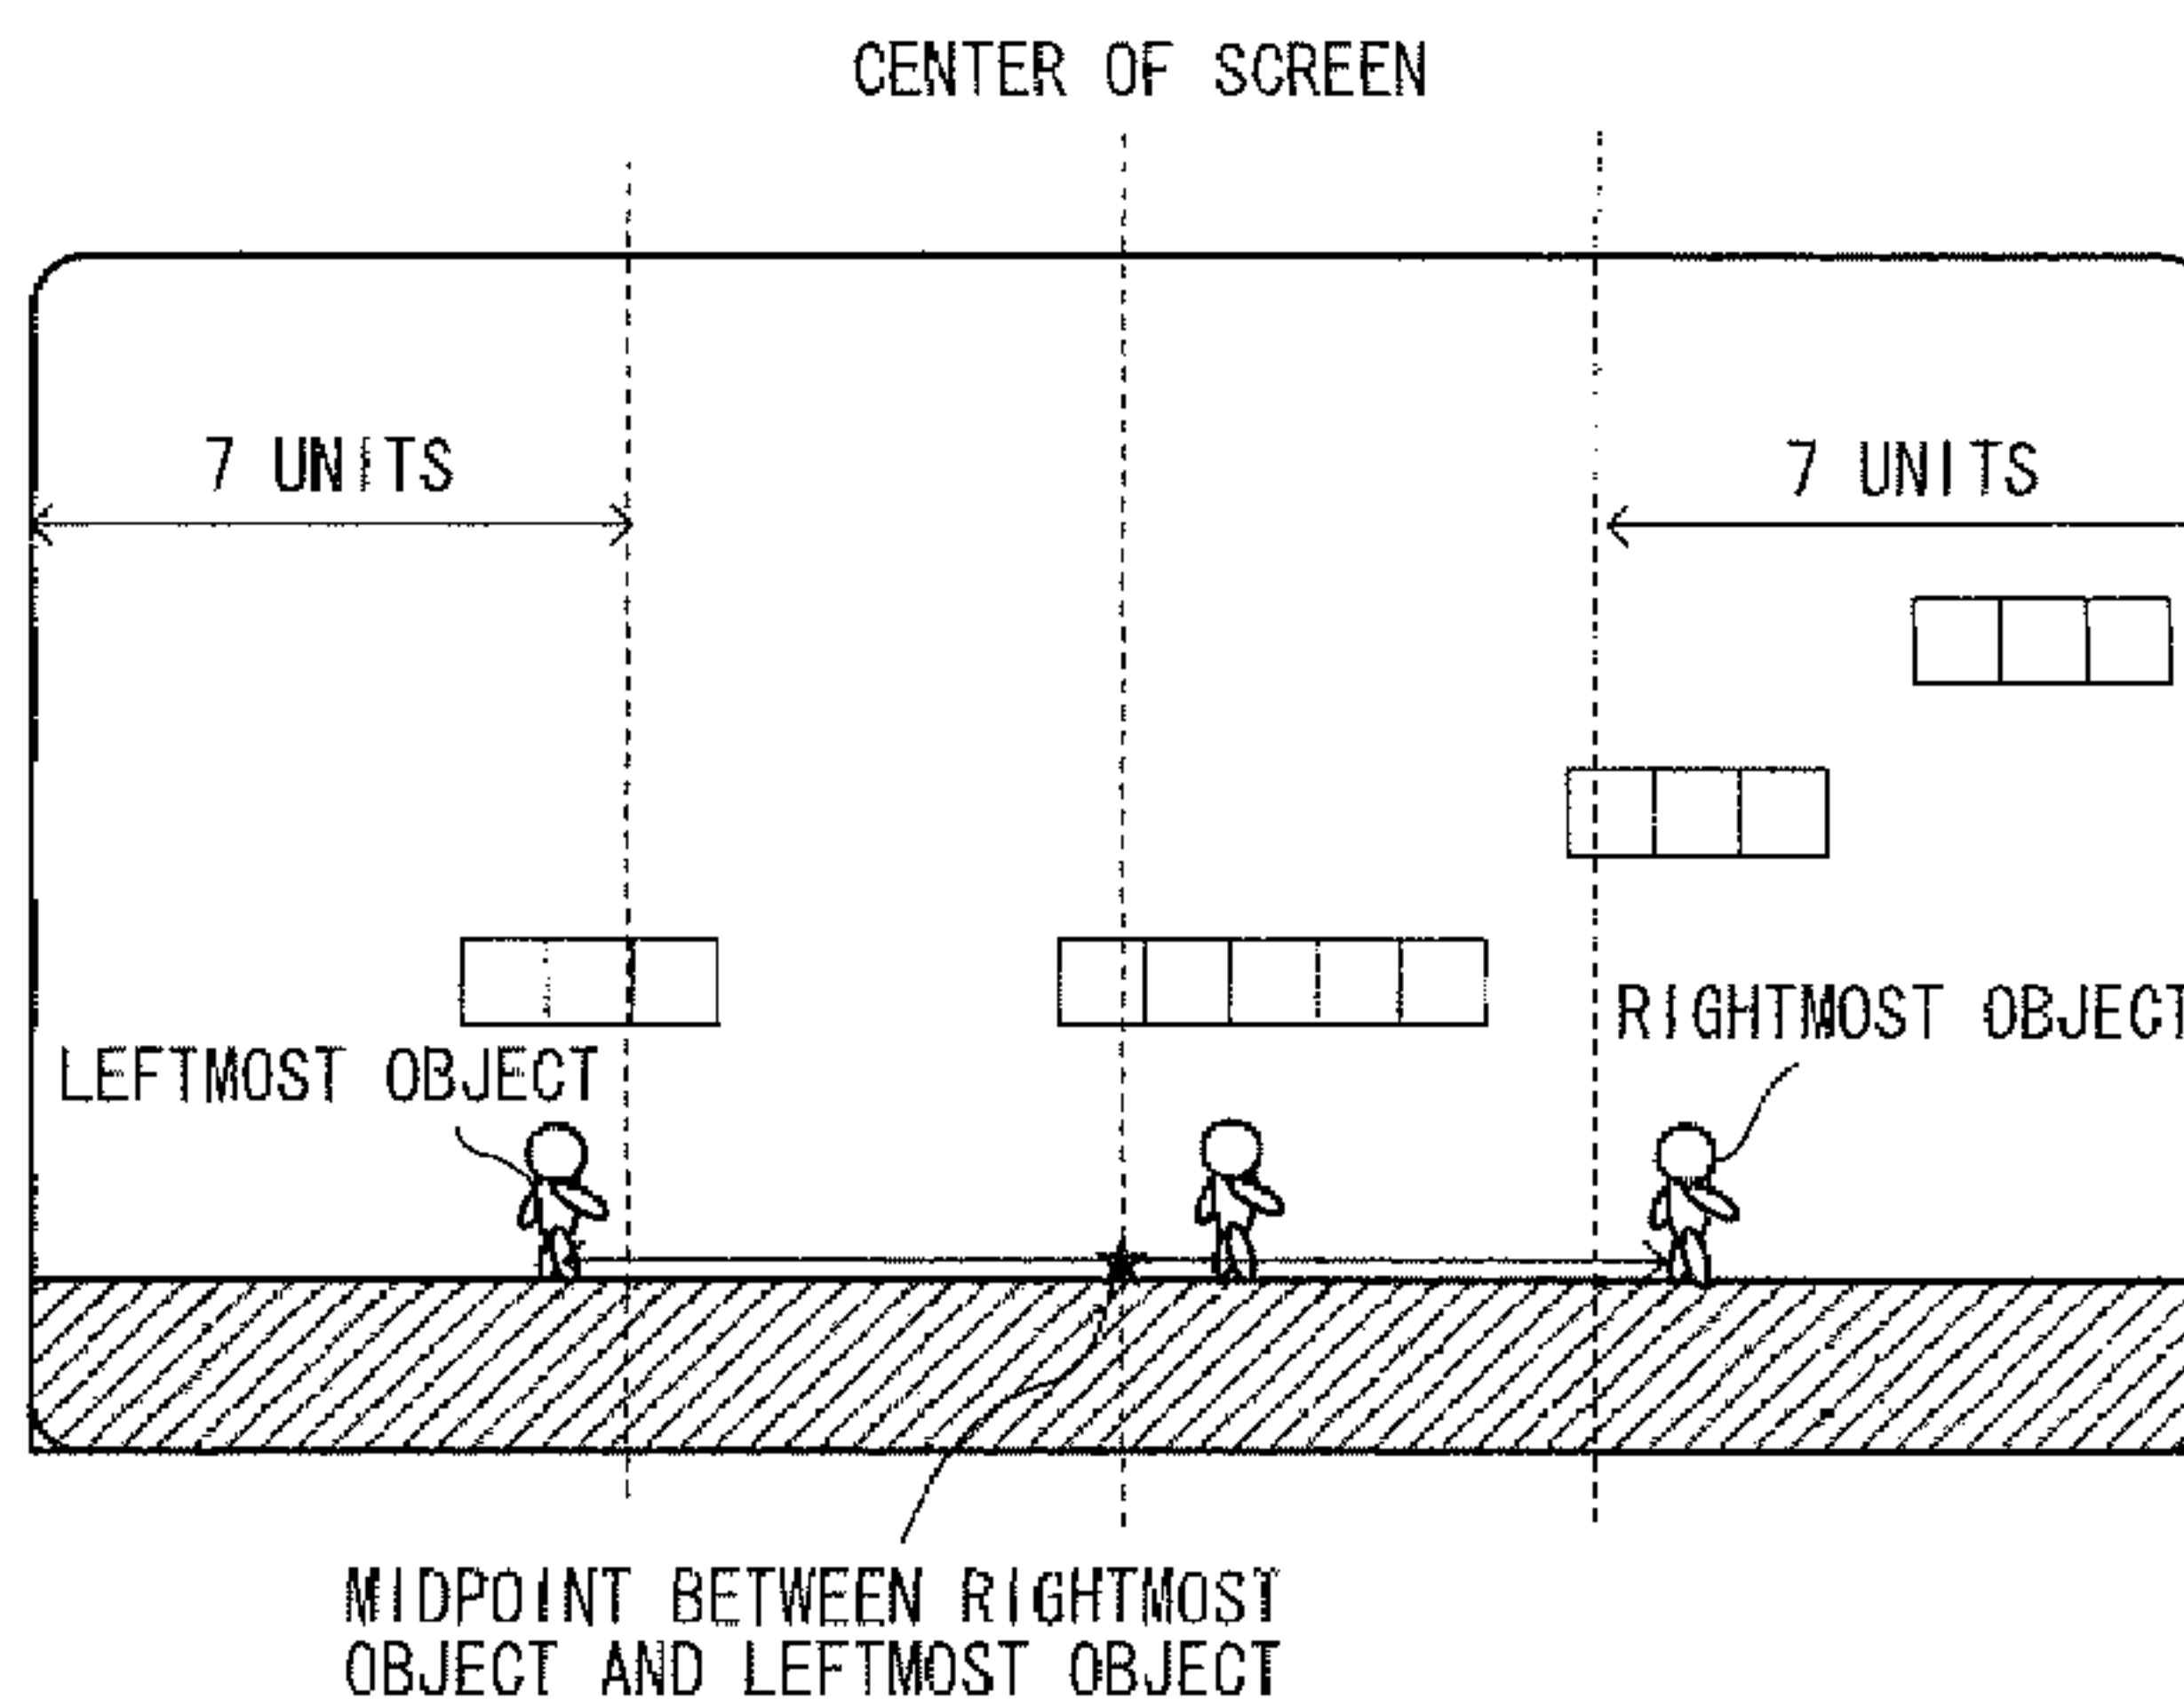 CENTER OF SCREEN
7 UNITS
7 UNITS
RIGHTMOST OBJECT
LEFTMOST OBJECT
MIDPOINT BETWEEN RIGHTMOST
OBJECT AND LEFTMOST OBJECT